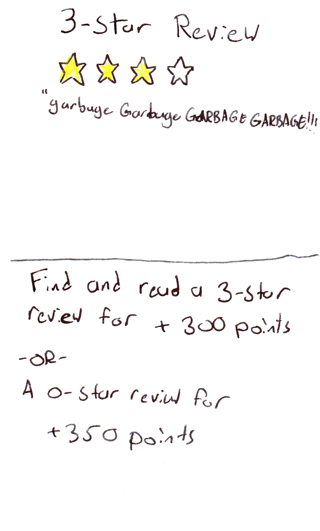 3-Star Review
"garbage Garbage GARBAGE GARBAGE!!!
Find and read a 3-star
review for +300 points
-OR-
A 0-star review for
+350 points